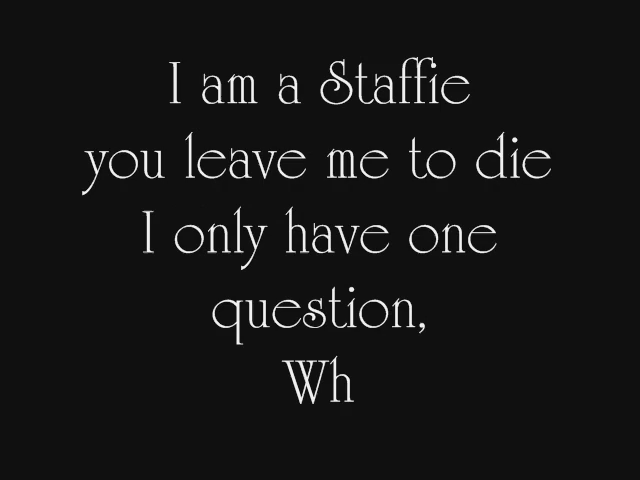 I am a Staffie
you leave me to die
I only have one
question,
Wh